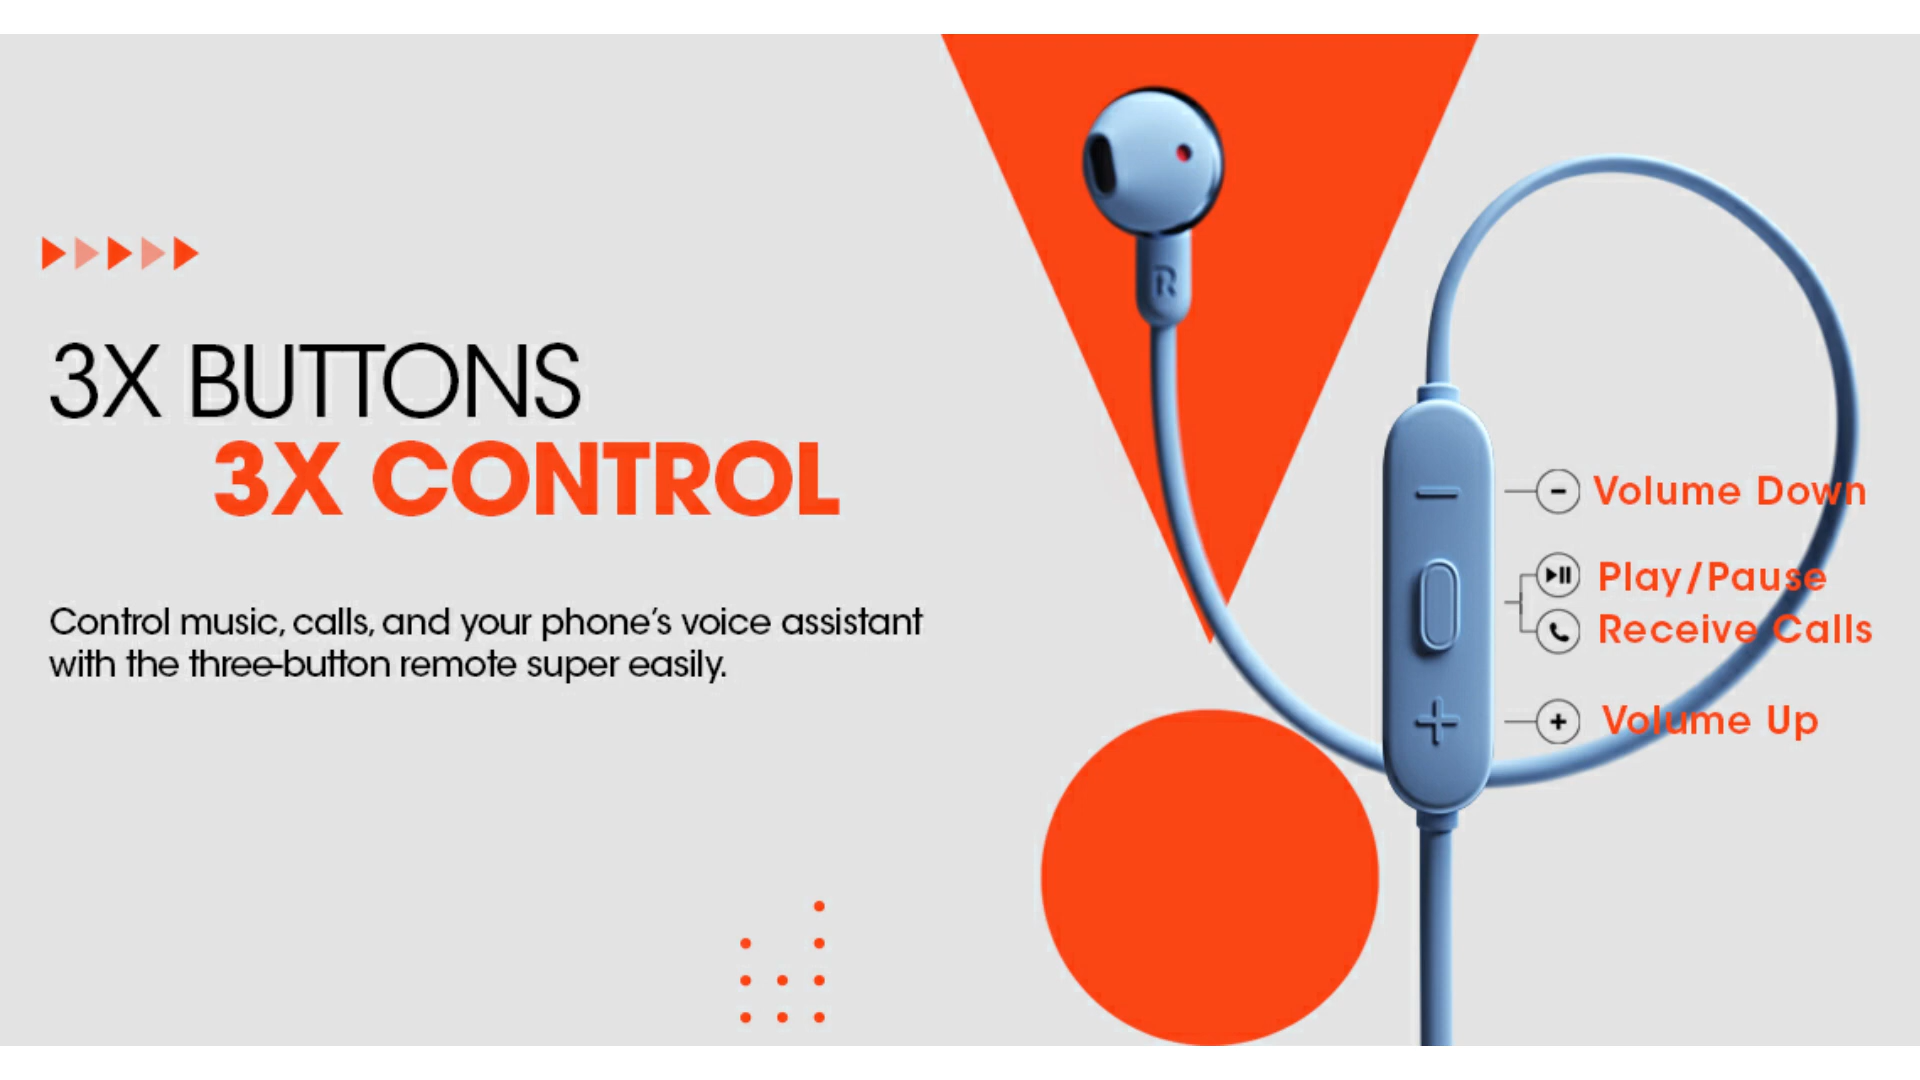 3X BUTTONS
3X CONTROL
Control music, calls, and your phone's voice assistant
with the three-button remote super easily.
R
Volume Down
Play/Pause
Receive Calls
Volume Up